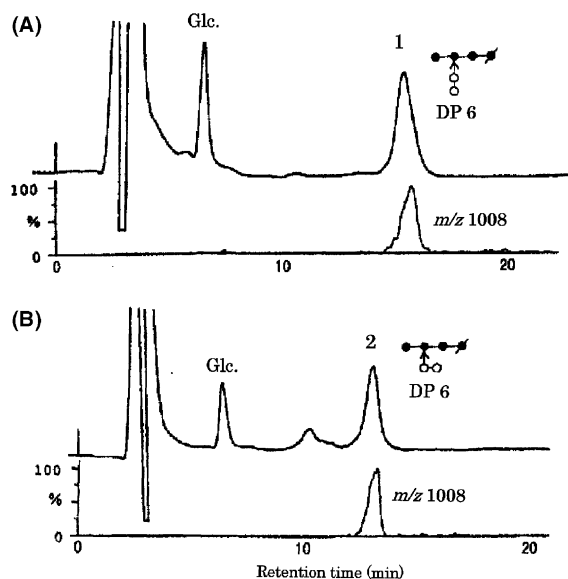 (A)
Glc.
1
DP 6
100
%
0
m/z 1008
0 10 20
(B)
Glc.
2
DP 6
100
%
0
m/z 1008
0 10 20
Retention time (min)